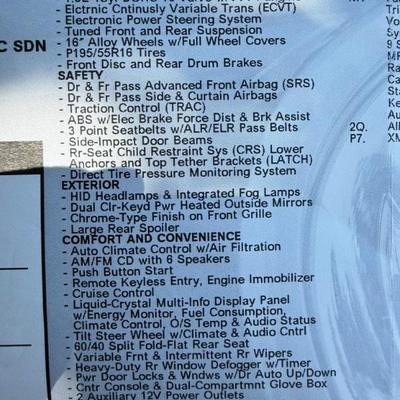 - Elctrnic Cntinusly Variable Trans (ECVT)
- Electronic Power Steering System
- Tuned Front and Rear Suspension
- 16" Alloy Wheels w/Full Wheel Covers
C SDN
- P195/55R16 Tires
- Front Disc and Rear Drum Brakes
SAFETY
- Dr & Fr Pass Advanced Front Airbag (SRS)
- Dr & Fr Pass Side & Curtain Airbags
- Traction Control (TRAC)
- ABS w/Elec Brake Force Dist & Brk Assist
- 3 Point Seatbelts w/ALR/ELR Pass Belts
- Side-Impact Door Beams
- Rr-Seat Child Restraint Sys (CRS) Lower
Anchors and Top Tether Brackets (LATCH)
- Direct Tire Pressure Monitoring System
EXTERIOR
- HID Headlamps & Integrated Fog Lamps
- Dual Clr-Keyd Pwr Heated Outside Mirrors
- Chrome-Type Finish on Front Grille
- Large Rear Spoiler
COMFORT AND CONVENIENCE
- Auto Climate Control w/Air Filtration
- AM/FM CD with 6 Speakers
- Push Button Start
- Remote Keyless Entry, Engine Immobilizer
- Cruise Control
- Liquid-Crystal Multi-Info Display Panel
w/Energy Monitor, Fuel Consumption,
Climate Control, O/S Temp & Audio Status
- Tilt Steer Wheel w/Climate & Audio Cntrl
- 60/40 Split Fold-Flat Rear Seat
- Variable Frnt & Intermittent Rr Wipers
- Heavy-Duty Rr Window Defogger w/Timer
- Pwr Door Locks & Wndws w/Dr Auto Up/Down
- Cntr Console & Dual-Compartmnt Glove Box
- 2 Auxiliary 12V Power Outlets
2Q.
P7.